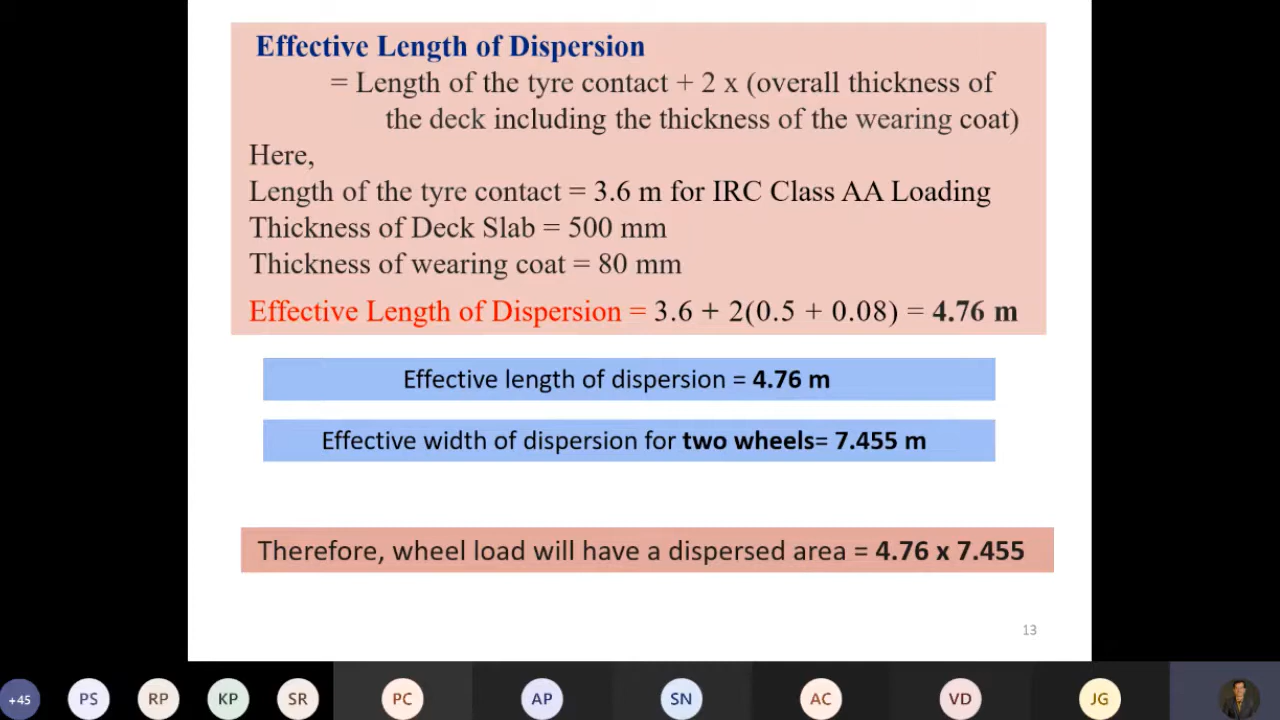 Effective Length of Dispersion
= Length of the tyre contact + 2 x (overall thickness of
the deck including the thickness of the wearing coat)
Here,
Length of the tyre contact = 3.6 m for IRC Class AA Loading
Thickness of Deck Slab = 500 mm
Thickness of wearing coat = 80 mm
Effective Length of Dispersion = 3.6 + 2(0.5 + 0.08) = 4.76 m
Effective length of dispersion = 4.76 m
Effective width of dispersion for two wheels= 7.455 m
Therefore, wheel load will have a dispersed area = 4.76 x 7.455
13
+45 PS RP KP SR PC AP SN AC VD JG